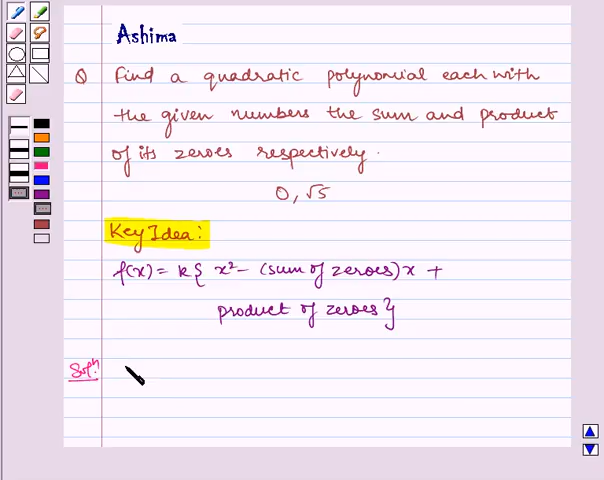 Ashima
Q Find a quadratic polynomial each with
the given numbers the sum and product
of its zeroes respectively.
0, √5
Key Idea:
f(x) = k{ x² - (sum of zeroes)x +
product of zeroes}
Solⁿ: